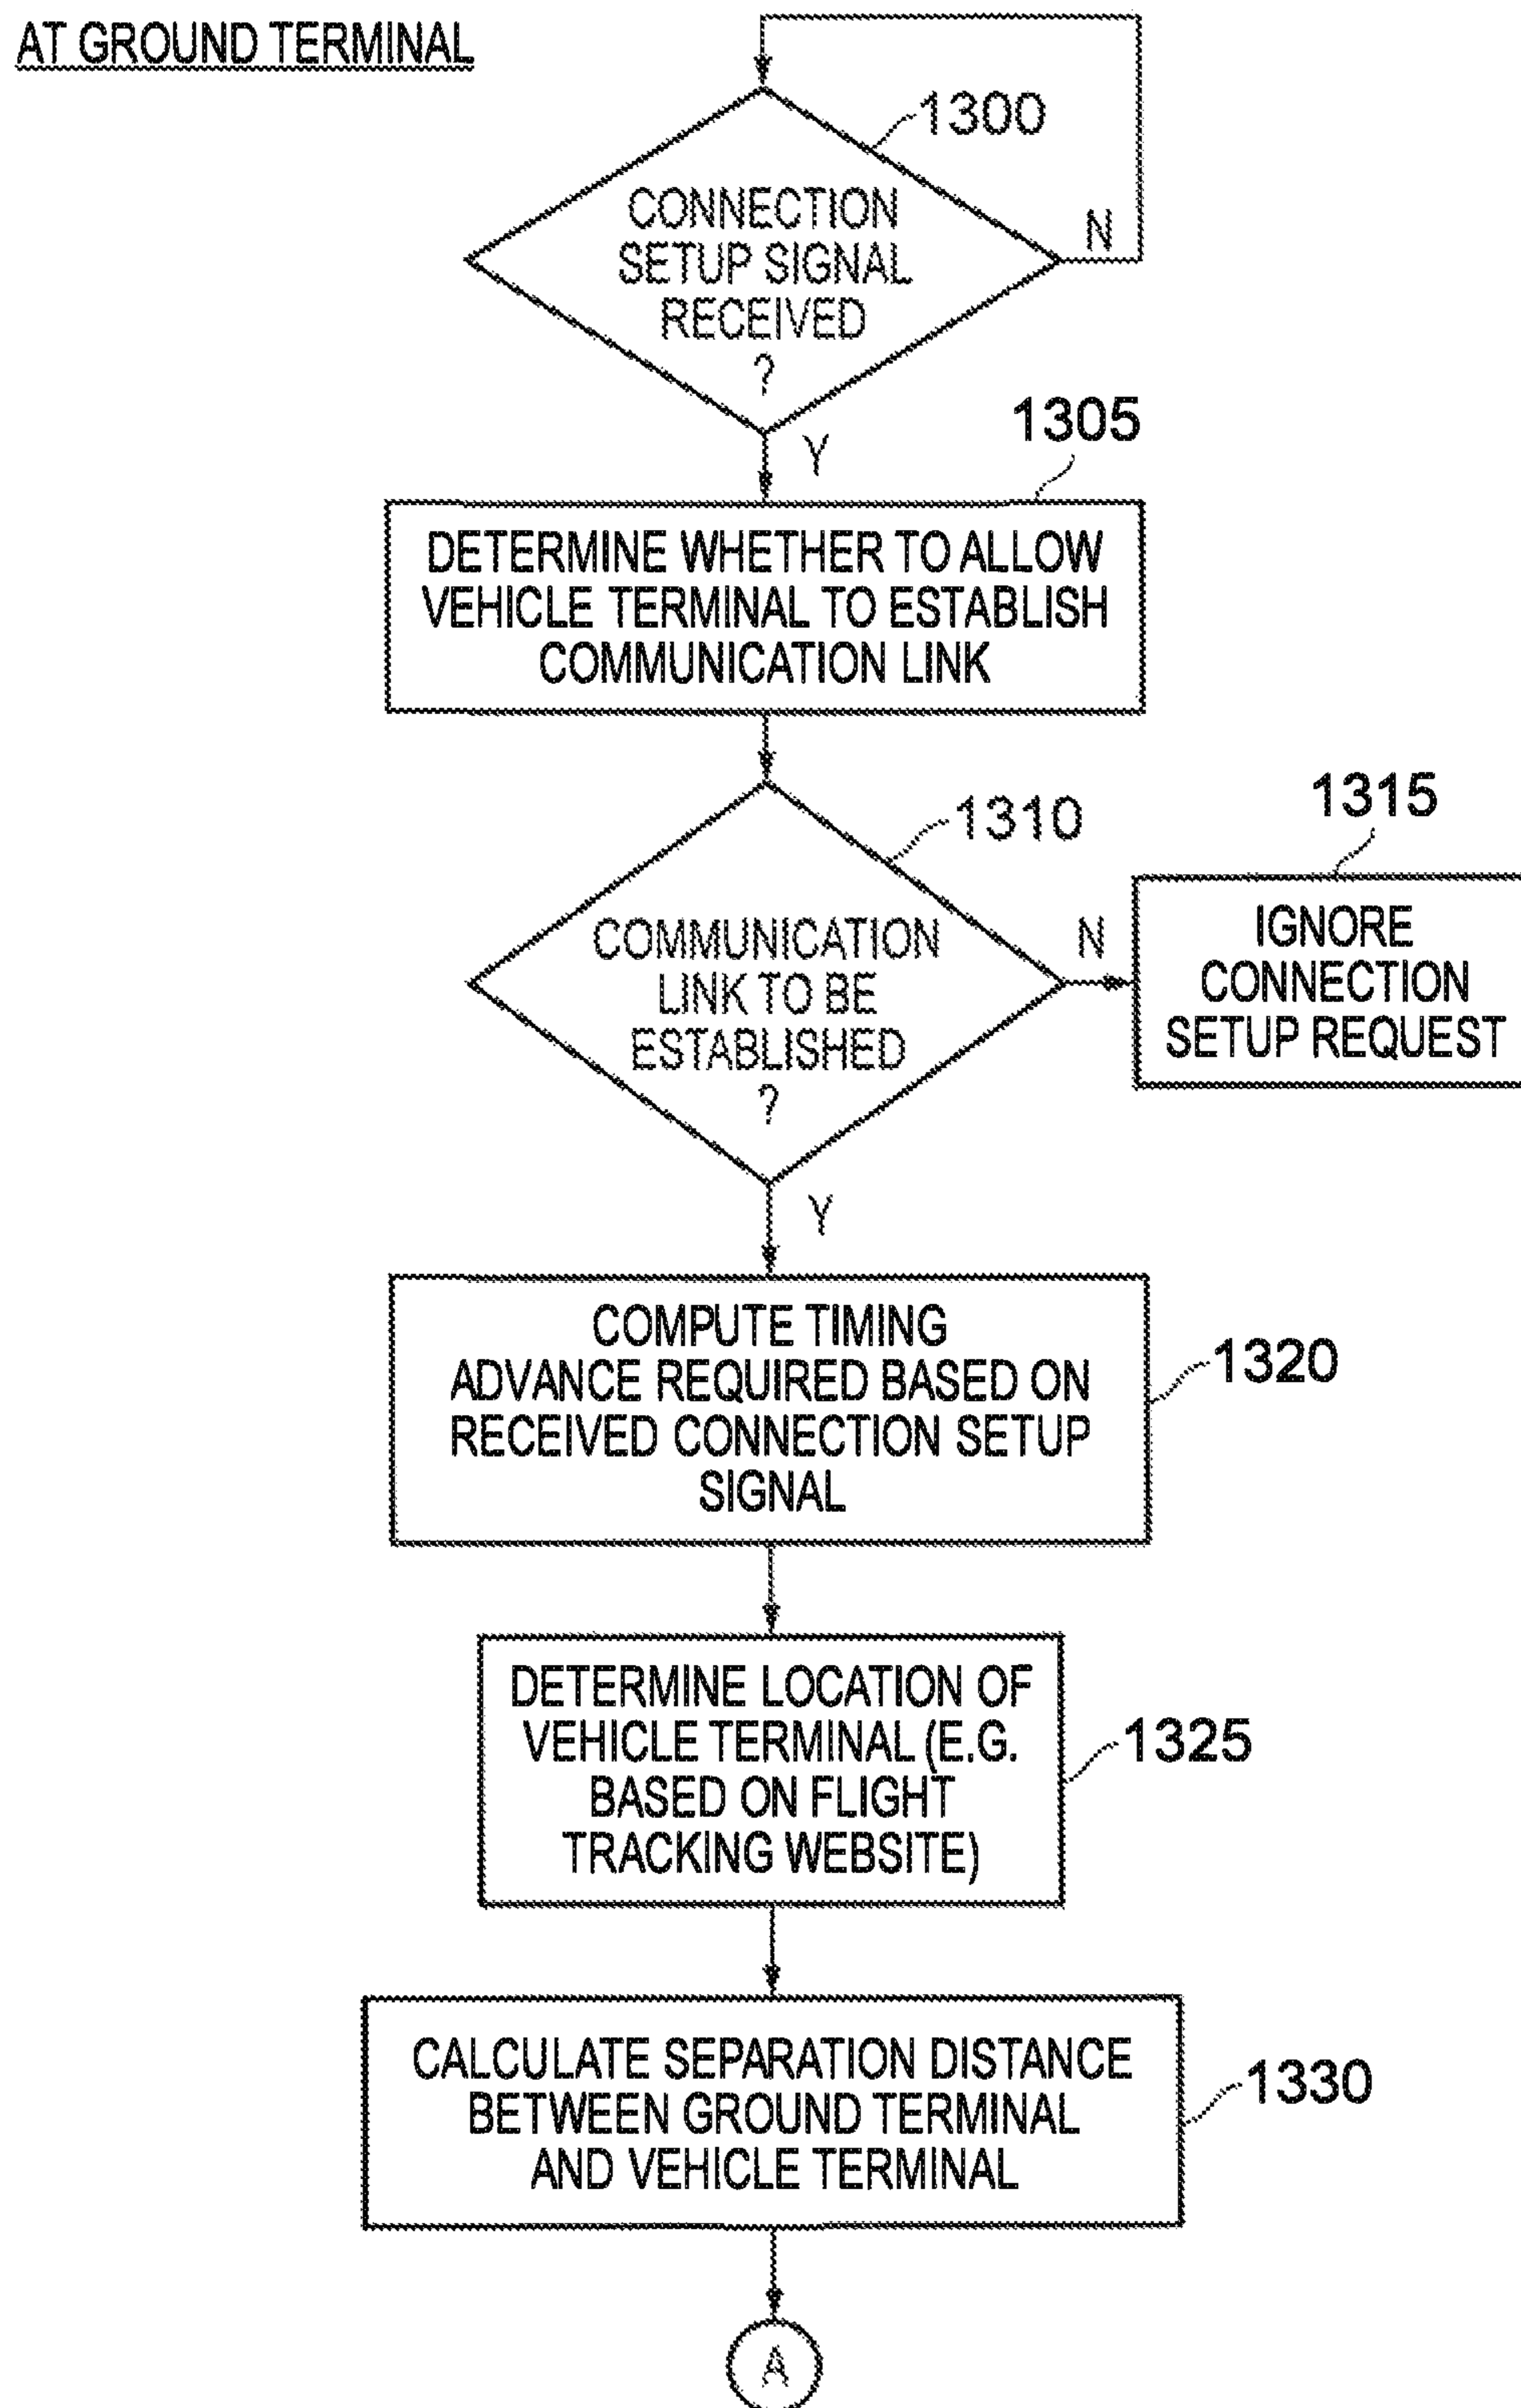 AT GROUND TERMINAL
1300
CONNECTION
SETUP SIGNAL
RECEIVED
?
N
Y
1305
DETERMINE WHETHER TO ALLOW
VEHICLE TERMINAL TO ESTABLISH
COMMUNICATION LINK
1310
COMMUNICATION
LINK TO BE
ESTABLISHED
?
N
1315
IGNORE
CONNECTION
SETUP REQUEST
Y
COMPUTE TIMING
ADVANCE REQUIRED BASED ON
RECEIVED CONNECTION SETUP
SIGNAL
1320
DETERMINE LOCATION OF
VEHICLE TERMINAL (E.G.
BASED ON FLIGHT
TRACKING WEBSITE)
1325
CALCULATE SEPARATION DISTANCE
BETWEEN GROUND TERMINAL
AND VEHICLE TERMINAL
1330
A